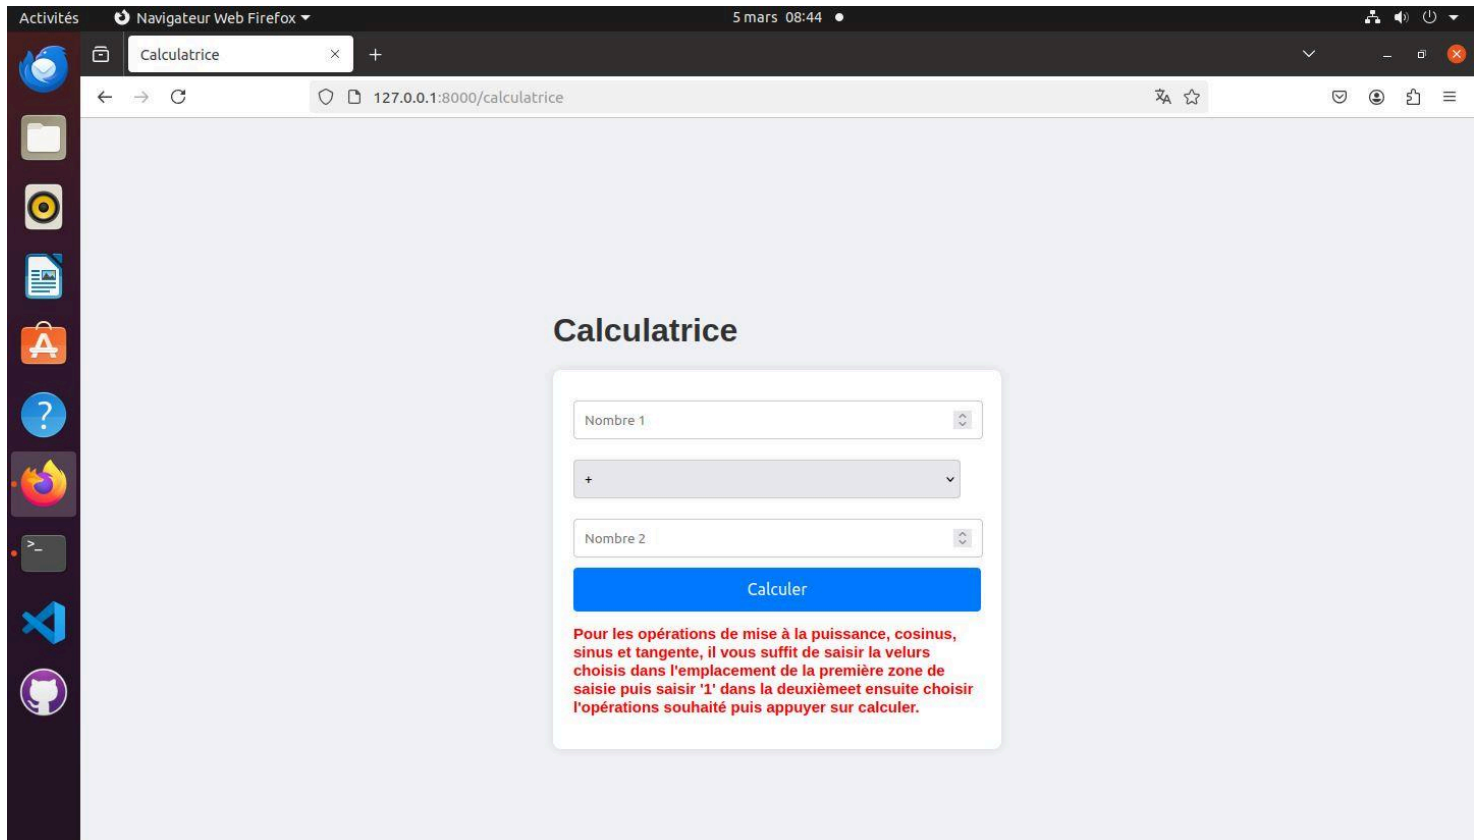 Activités
Navigateur Web Firefox
5 mars 08:44
Calculatrice
127.0.0.1:8000/calculatrice
Calculatrice
Nombre 1
+
Nombre 2
Calculer
Pour les opérations de mise à la puissance, cosinus,
sinus et tangente, il vous suffit de saisir la velurs
choisis dans l'emplacement de la première zone de
saisie puis saisir '1' dans la deuxièmeet ensuite choisir
l'opérations souhaité puis appuyer sur calculer.